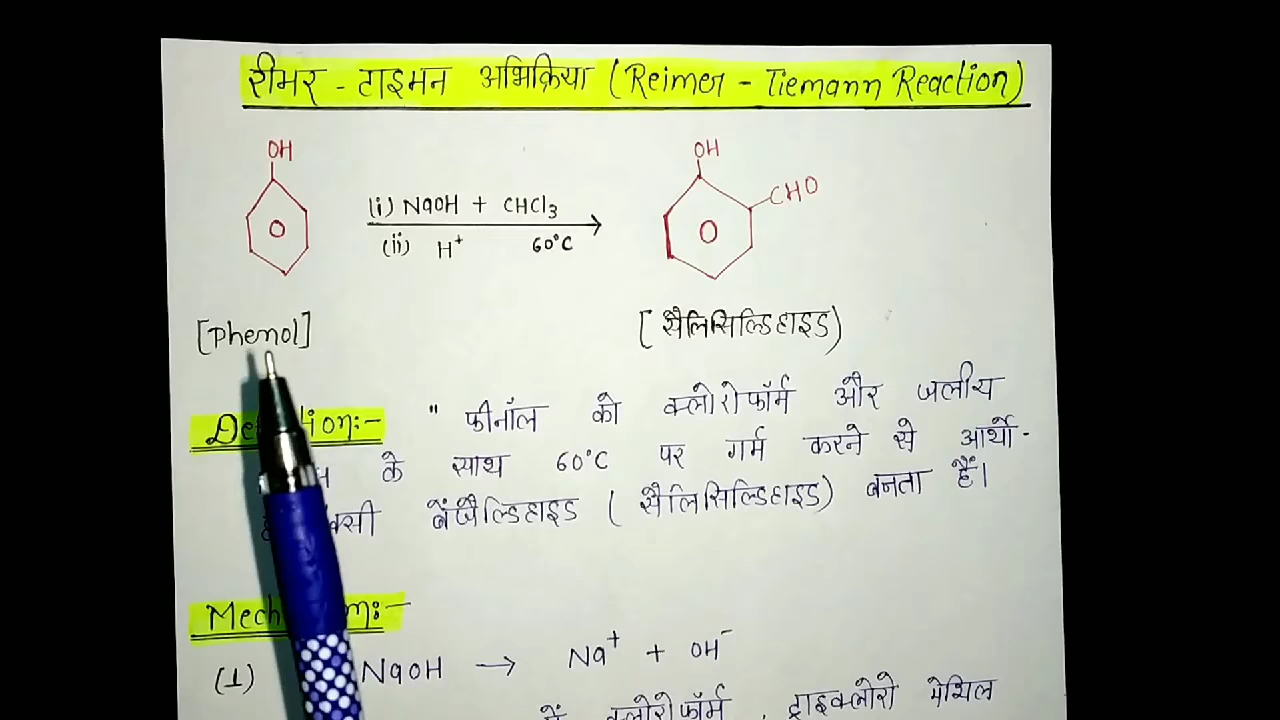 रीमर - टाइमन अभिक्रिया (Reimer - Tiemann Reaction)
OH
OH
CHO
(i) NaOH + CHCl3
(ii) H+ 60°C
[Phenol]
[सैलिसिल्डिहाइड)
" फीनॉल को क्लोरोफॉर्म और जलीय
के साथ 60°C पर गर्म करने से आर्थो-
बेंजैल्डिहाइड ( सैलिसिल्डिहाइड) बनता हैं।
(1) NaOH → Na+ + OH-
में क्लोरोफॉर्म, ट्राइक्लोरो मेथिल